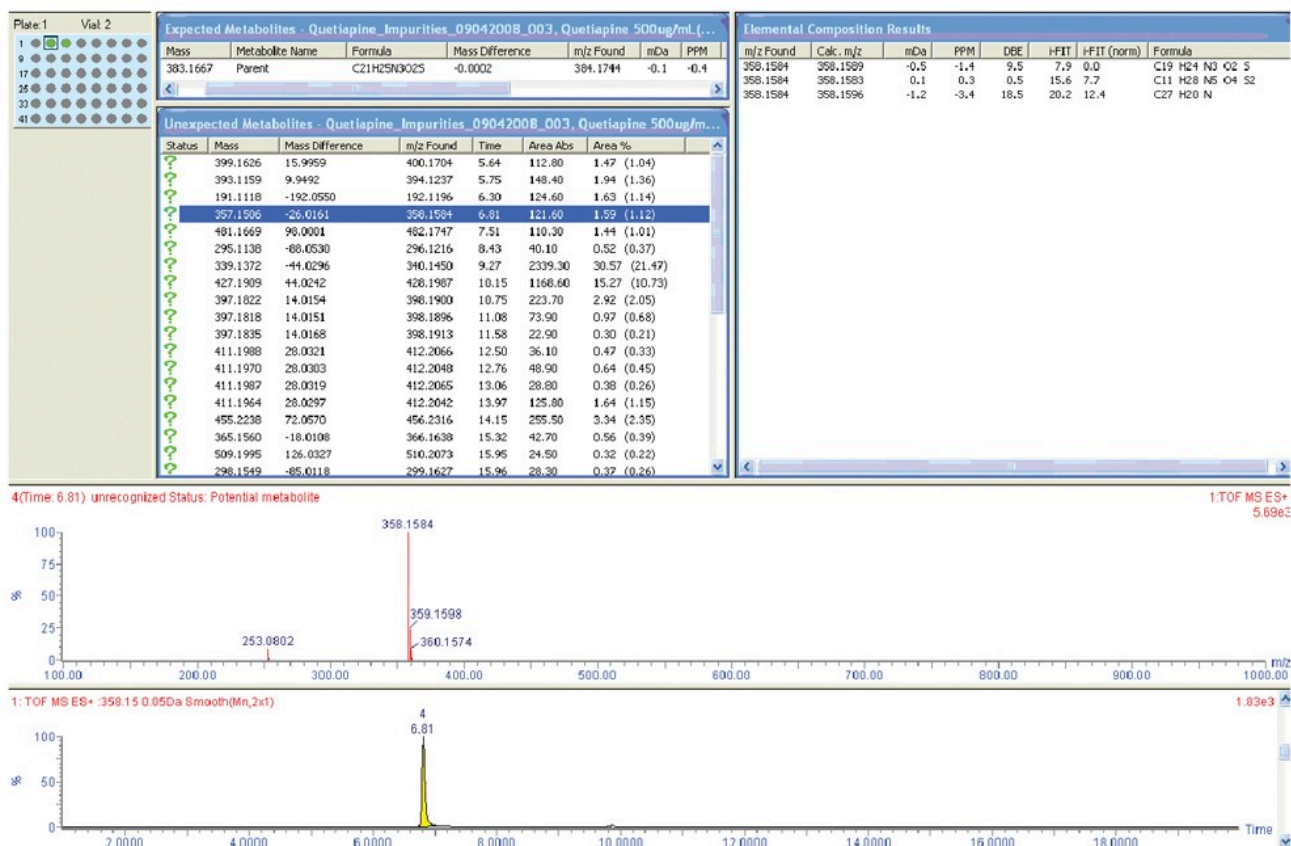 Plate: 1 Vial: 2
1
9
17
25
33
41
Expected Metabolites - Quetiapine_Impurities_09042008_003, Quetiapine 500ug/mL(...
Mass Metabolite Name Formula Mass Difference m/z Found mDa PPM
383.1667 Parent C21H25N3O2S -0.0002 384.1744 -0.1 -0.4
Unexpected Metabolites - Quetiapine_Impurities_09042008_003, Quetiapine 500ug/m...
Status Mass Mass Difference m/z Found Time Area Abs Area %
? 399.1626 15.9959 400.1704 5.64 112.80 1.47 (1.04)
? 393.1159 9.9492 394.1237 5.75 148.40 1.94 (1.36)
? 191.1118 -192.0550 192.1196 6.30 124.60 1.63 (1.14)
? 357.1506 -26.0161 358.1584 6.81 121.60 1.59 (1.12)
? 481.1669 98.0001 482.1747 7.51 110.30 1.44 (1.01)
? 295.1138 -88.0530 296.1216 8.43 40.10 0.52 (0.37)
? 339.1372 -44.0296 340.1450 9.27 2339.30 30.57 (21.47)
? 427.1909 44.0242 428.1987 10.15 1168.60 15.27 (10.73)
? 397.1822 14.0154 398.1900 10.75 223.70 2.92 (2.05)
? 397.1818 14.0151 398.1896 11.08 73.90 0.97 (0.68)
? 397.1835 14.0168 398.1913 11.58 22.90 0.30 (0.21)
? 411.1988 28.0321 412.2066 12.50 36.10 0.47 (0.33)
? 411.1970 28.0303 412.2048 12.76 48.90 0.64 (0.45)
? 411.1987 28.0319 412.2065 13.06 28.80 0.38 (0.26)
? 411.1964 28.0297 412.2042 13.97 125.80 1.64 (1.15)
? 455.2238 72.0570 456.2316 14.15 255.50 3.34 (2.35)
? 365.1560 -18.0108 366.1638 15.32 42.70 0.56 (0.39)
? 509.1995 126.0327 510.2073 15.95 24.50 0.32 (0.22)
? 298.1549 -85.0118 299.1627 15.96 28.30 0.37 (0.26)
Elemental Composition Results
m/z Found Calc. m/z mDa PPM DBE i-FIT i-FIT (norm) Formula
358.1584 358.1589 -0.5 -1.4 9.5 7.9 0.0 C19 H24 N3 O2 S
358.1584 358.1583 0.1 0.3 0.5 15.6 7.7 C11 H28 N5 O4 S2
358.1584 358.1596 -1.2 -3.4 18.5 20.2 12.4 C27 H20 N
4(Time: 6.81) unrecognized Status: Potential metabolite
1:TOF MS ES+
5.69e3
358.1584
359.1598
360.1574
253.0802
100
75
50
25
0
%
100.00 200.00 300.00 400.00 500.00 600.00 700.00 800.00 900.00 1000.00
m/z
1: TOF MS ES+ :358.15 0.05Da Smooth(Mn,2x1)
1.83e3
4
6.81
100
50
0
%
2.0000 4.0000 6.0000 8.0000 10.0000 12.0000 14.0000 16.0000 18.0000
Time